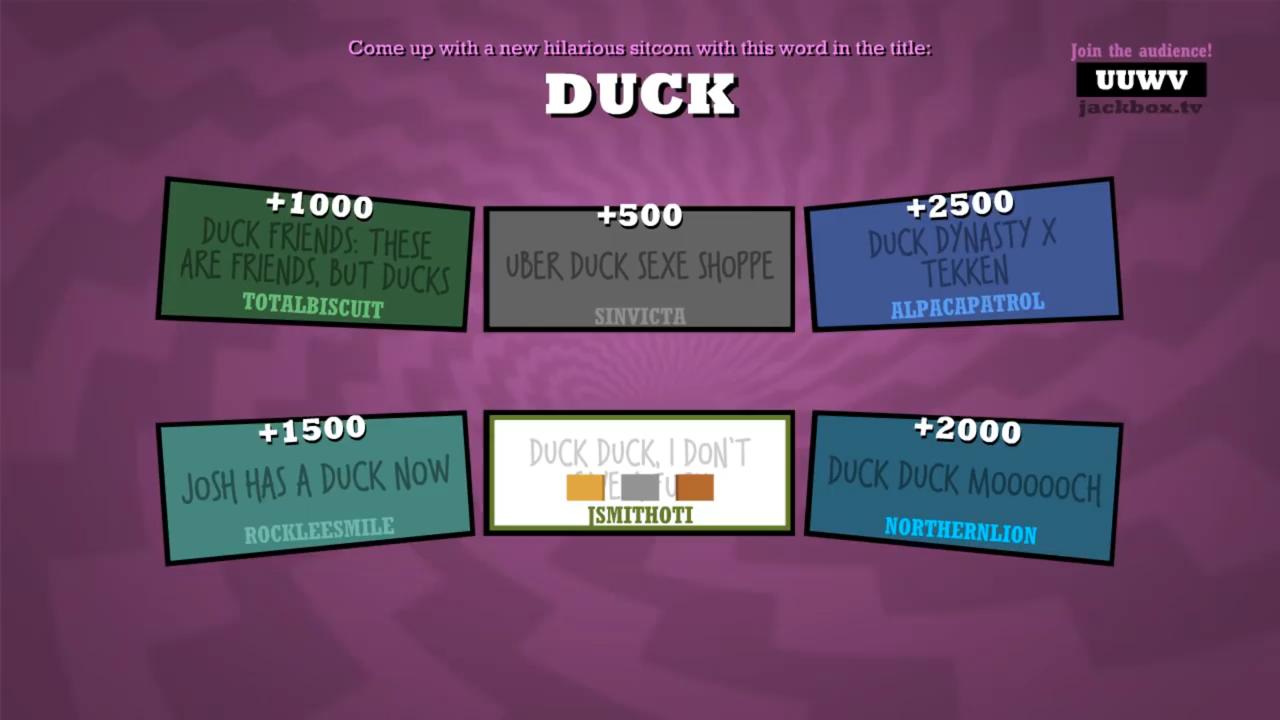 Come up with a new hilarious sitcom with this word in the title:
DUCK
Join the audience!
UUWV
jackbox.tv
+1000
DUCK FRIENDS: THESE
ARE FRIENDS, BUT DUCKS
TOTALBISCUIT
+500
UBER DUCK SEXE SHOPPE
SINVICTA
+2500
DUCK DYNASTY X
TEKKEN
ALPACAPATROL
+1500
JOSH HAS A DUCK NOW
ROCKLEESMILE
DUCK DUCK, I DON'T
JSMITHOTI
+2000
DUCK DUCK MOOOOOCH
NORTHERNLION